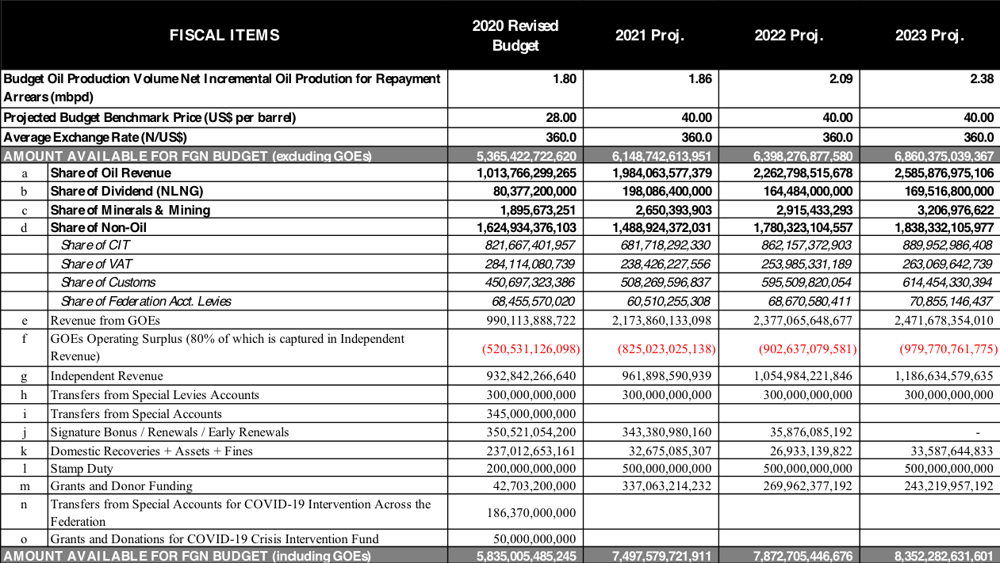 FISCAL ITEMS 2020 Revised Budget 2021 Proj. 2022 Proj. 2023 Proj.
Budget Oil Production Volume Net Incremental Oil Prodution for Repayment Arrears (mbpd) 1.80 1.86 2.09 2.38
Projected Budget Benchmark Price (US$ per barrel) 28.00 40.00 40.00 40.00
Average Exchange Rate (N/US$) 360.0 360.0 360.0 360.0
AMOUNT AVAILABLE FOR FGN BUDGET (excluding GOEs) 5,365,422,722,620 6,148,742,613,951 6,398,276,877,580 6,860,375,039,367
a Share of Oil Revenue 1,013,766,299,265 1,984,063,577,379 2,262,798,515,678 2,585,876,975,106
b Share of Dividend (NLNG) 80,377,200,000 198,086,400,000 164,484,000,000 169,516,800,000
c Share of Minerals & Mining 1,895,673,251 2,650,393,903 2,915,433,293 3,206,976,622
d Share of Non-Oil 1,624,934,376,103 1,488,924,372,031 1,780,323,104,557 1,838,332,105,977
Share of CIT 821,667,401,957 681,718,292,330 862,157,372,903 889,952,986,408
Share of VAT 284,114,080,739 238,426,227,556 253,985,331,189 263,069,642,739
Share of Customs 450,697,323,386 508,269,596,837 595,509,820,054 614,454,330,394
Share of Federation Acct. Levies 68,455,570,020 60,510,255,308 68,670,580,411 70,855,146,437
e Revenue from GOEs 990,113,888,722 2,173,860,133,098 2,377,065,648,677 2,471,678,354,010
f GOEs Operating Surplus (80% of which is captured in Independent Revenue) (520,531,126,098) (825,023,025,138) (902,637,079,581) (979,770,761,775)
g Independent Revenue 932,842,266,640 961,898,590,939 1,054,984,221,846 1,186,634,579,635
h Transfers from Special Levies Accounts 300,000,000,000 300,000,000,000 300,000,000,000 300,000,000,000
i Transfers from Special Accounts 345,000,000,000
j Signature Bonus / Renewals / Early Renewals 350,521,054,200 343,380,980,160 35,876,085,192 -
k Domestic Recoveries + Assets + Fines 237,012,653,161 32,675,085,307 26,933,139,822 33,587,644,833
l Stamp Duty 200,000,000,000 500,000,000,000 500,000,000,000 500,000,000,000
m Grants and Donor Funding 42,703,200,000 337,063,214,232 269,962,377,192 243,219,957,192
n Transfers from Special Accounts for COVID-19 Intervention Across the Federation 186,370,000,000
o Grants and Donations for COVID-19 Crisis Intervention Fund 50,000,000,000
AMOUNT AVAILABLE FOR FGN BUDGET (including GOEs) 5,835,005,485,245 7,497,579,721,911 7,872,705,446,676 8,352,282,631,601